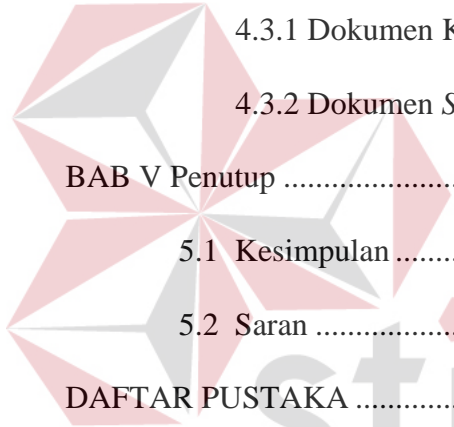 4.3.1 Dokumen
4.3.2 Dokumen
BAB V Penutup ......................
5.1 Kesimpulan ..........
5.2 Saran ....................
DAFTAR PUSTAKA ..............